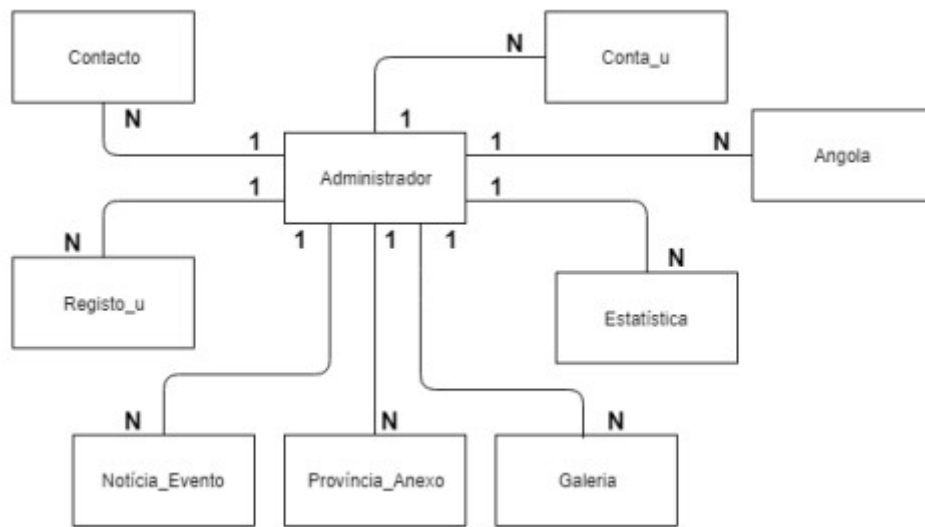 Contacto
Conta_u
N
N
1
Angola
1
1
N
Administrador
1
1
N
1
1
1
N
Registo_u
Estatística
N
N
N
Notícia_Evento
Província_Anexo
Galeria